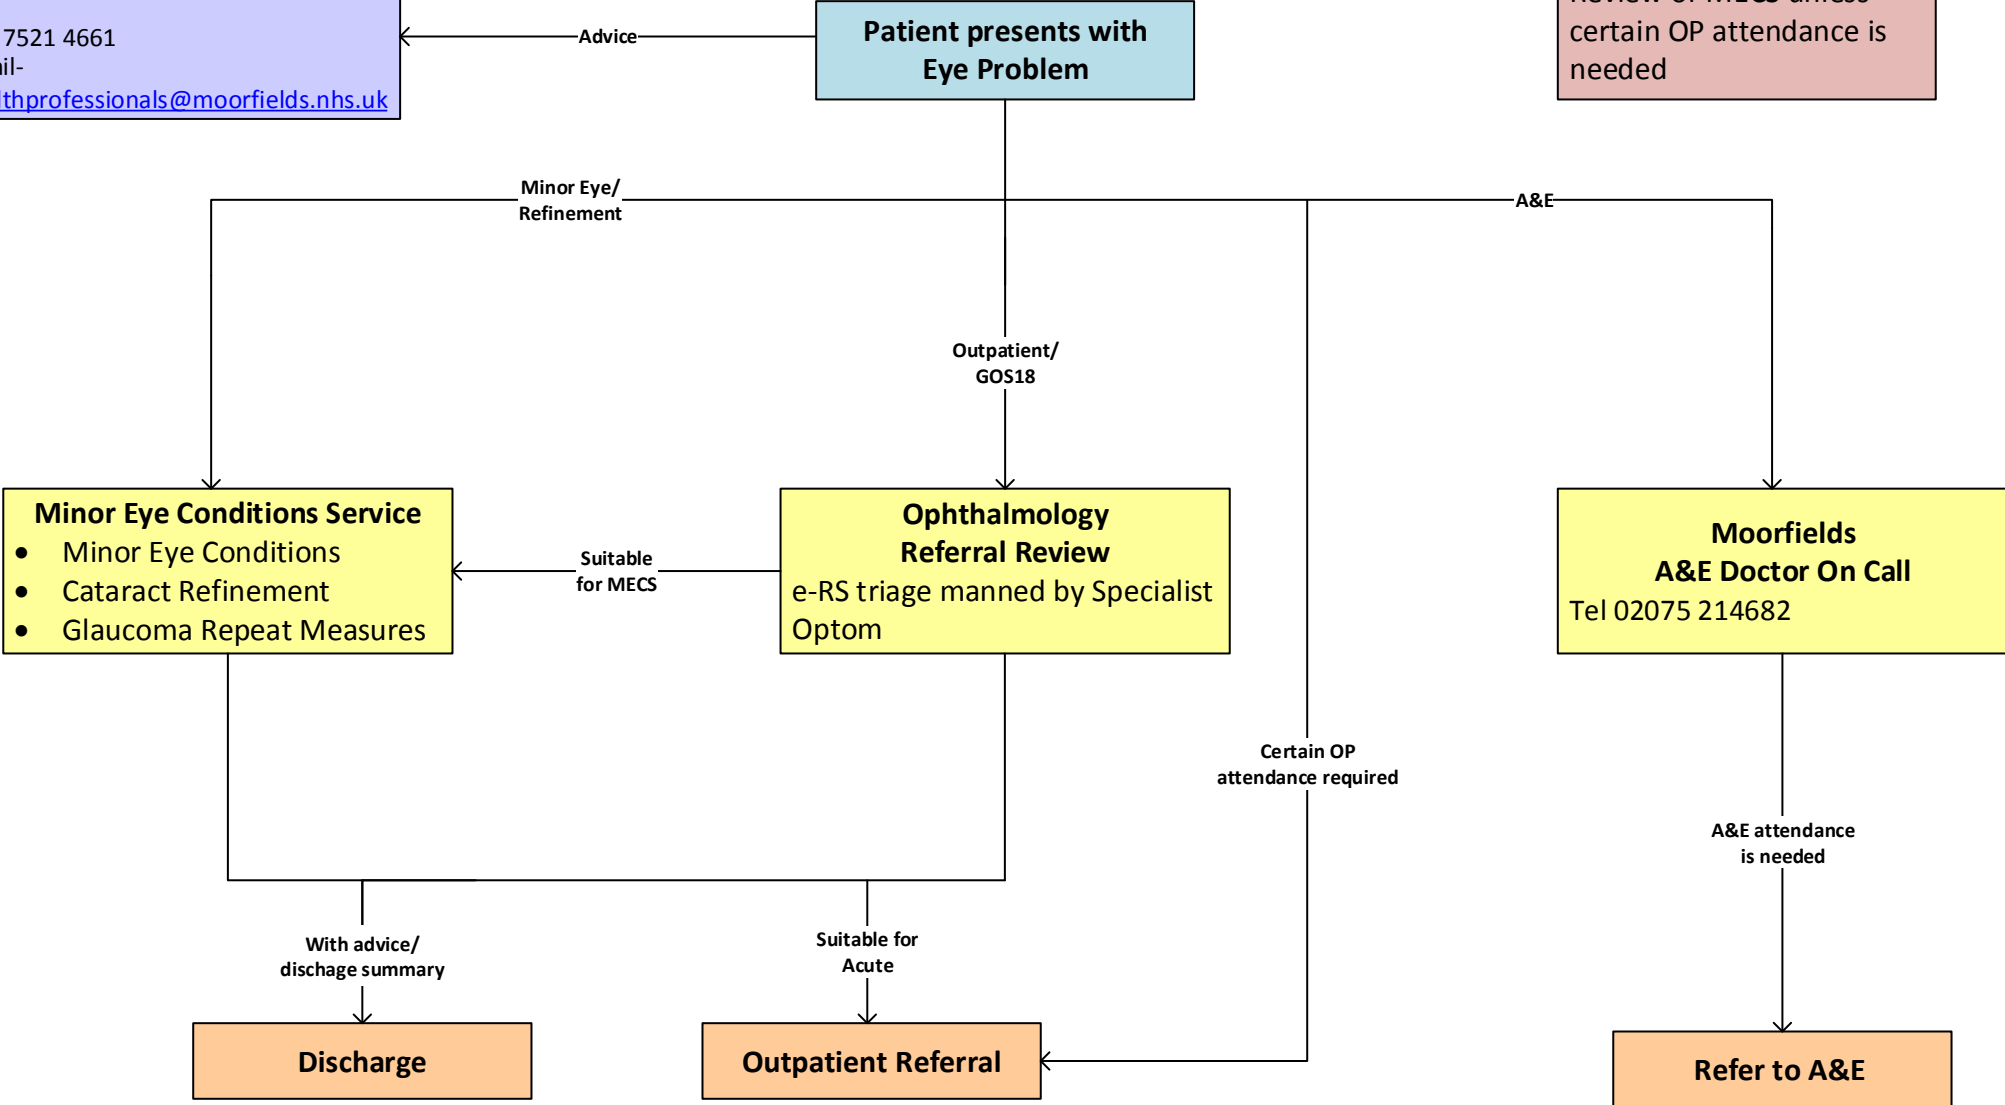 7521 4661
lthprofessionals@moorfields.nhs.uk
Advice
Patient presents with
Eye Problem
certain OP attendance is
needed
Minor Eye/
Refinement
A&E
Outpatient/
GOS18
Minor Eye Conditions Service
• Minor Eye Conditions
• Cataract Refinement
• Glaucoma Repeat Measures
Suitable
for MECS
Ophthalmology
Referral Review
e-RS triage manned by Specialist
Optom
Moorfields
A&E Doctor On Call
Tel 02075 214682
Certain OP
attendance required
A&E attendance
is needed
With advice/
dischage summary
Suitable for
Acute
Discharge
Outpatient Referral
Refer to A&E